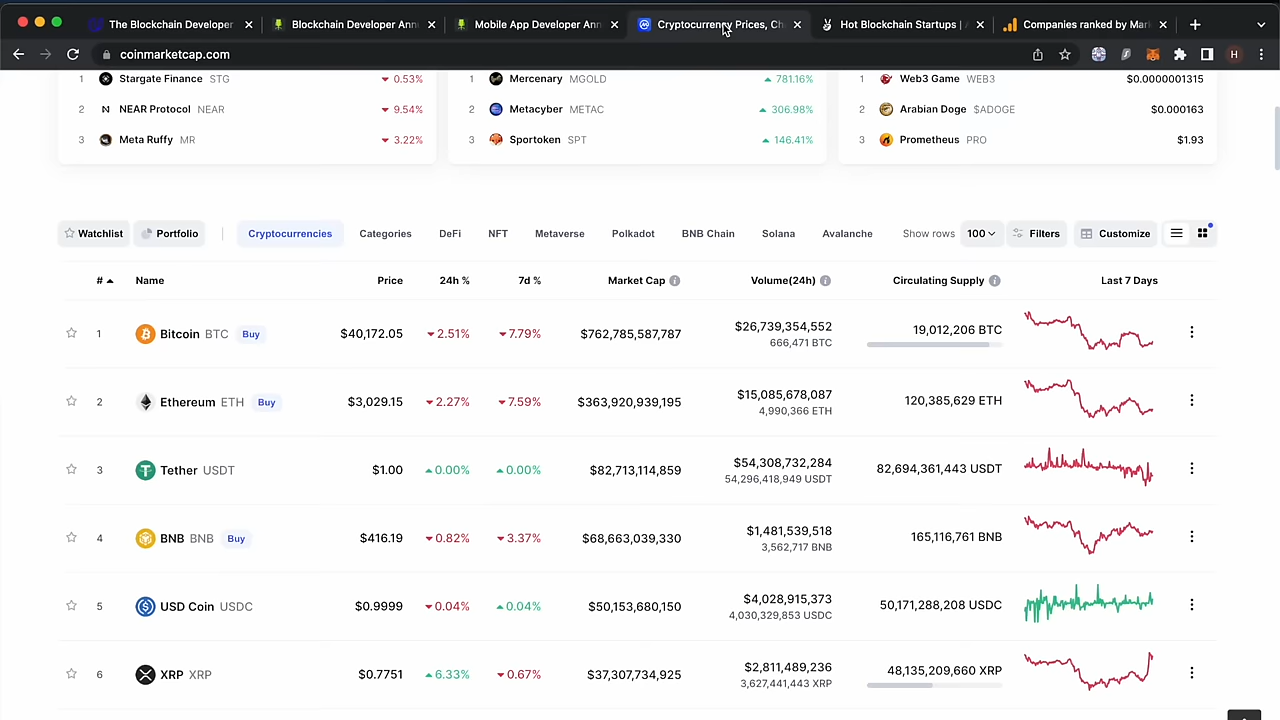 The Blockchain Developer
Blockchain Developer Ann
Mobile App Developer Ann
Cryptocurrency Prices, Ch
Hot Blockchain Startups | A
Companies ranked by Mar
coinmarketcap.com
H
1 Stargate Finance STG 0.53%
1 Mercenary MGOLD 781.16%
1 Web3 Game WEB3 $0.0000001315
2 NEAR Protocol NEAR 9.54%
2 Metacyber METAC 306.98%
2 Arabian Doge $ADOGE $0.000163
3 Meta Ruffy MR 3.22%
3 Sportoken SPT 146.41%
3 Prometheus PRO $1.93
Watchlist Portfolio Cryptocurrencies Categories DeFi NFT Metaverse Polkadot BNB Chain Solana Avalanche Show rows 100 Filters Customize
# Name Price 24h % 7d % Market Cap Volume(24h) Circulating Supply Last 7 Days
1 Bitcoin BTC Buy $40,172.05 2.51% 7.79% $762,785,587,787 $26,739,354,552 19,012,206 BTC
666,471 BTC
2 Ethereum ETH Buy $3,029.15 2.27% 7.59% $363,920,939,195 $15,085,678,087 120,385,629 ETH
4,990,366 ETH
3 Tether USDT $1.00 0.00% 0.00% $82,713,114,859 $54,308,732,284 82,694,361,443 USDT
54,296,418,949 USDT
4 BNB BNB Buy $416.19 0.82% 3.37% $68,663,039,330 $1,481,539,518 165,116,761 BNB
3,562,717 BNB
5 USD Coin USDC $0.9999 0.04% 0.04% $50,153,680,150 $4,028,915,373 50,171,288,208 USDC
4,030,329,853 USDC
6 XRP XRP $0.7751 6.33% 0.67% $37,307,734,925 $2,811,489,236 48,135,209,660 XRP
3,627,441,443 XRP